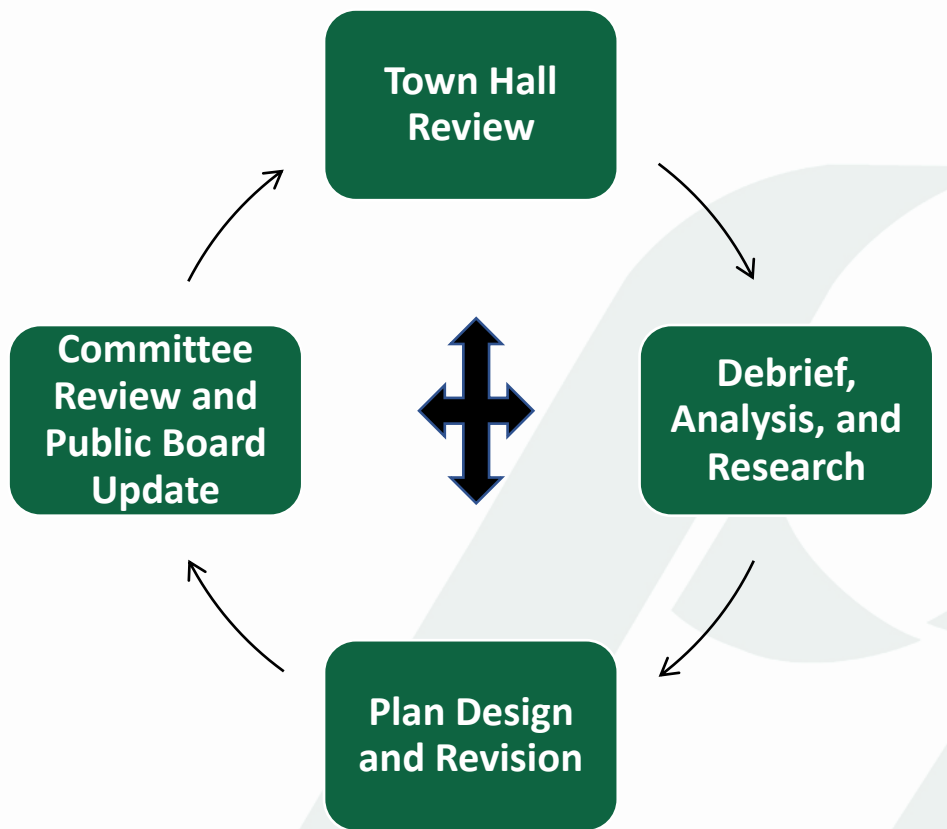 Town Hall
Review
Debrief,
Analysis, and
Research
Plan Design
and Revision
Committee
Review and
Public Board
Update